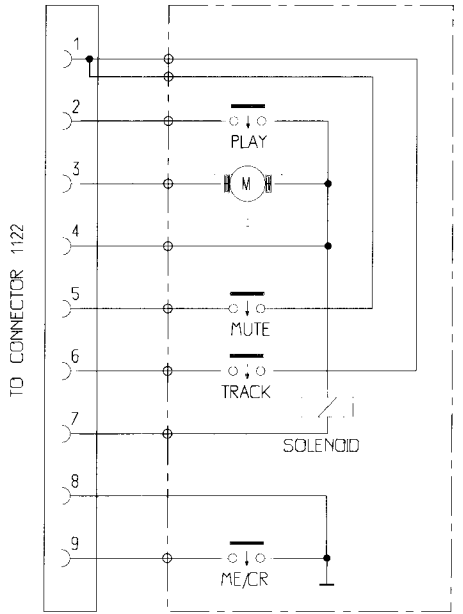 TO CONNECTOR 1122
1
2
PLAY
3
M
4
5
MUTE
6
TRACK
7
SOLENOID
8
9
ME/CR